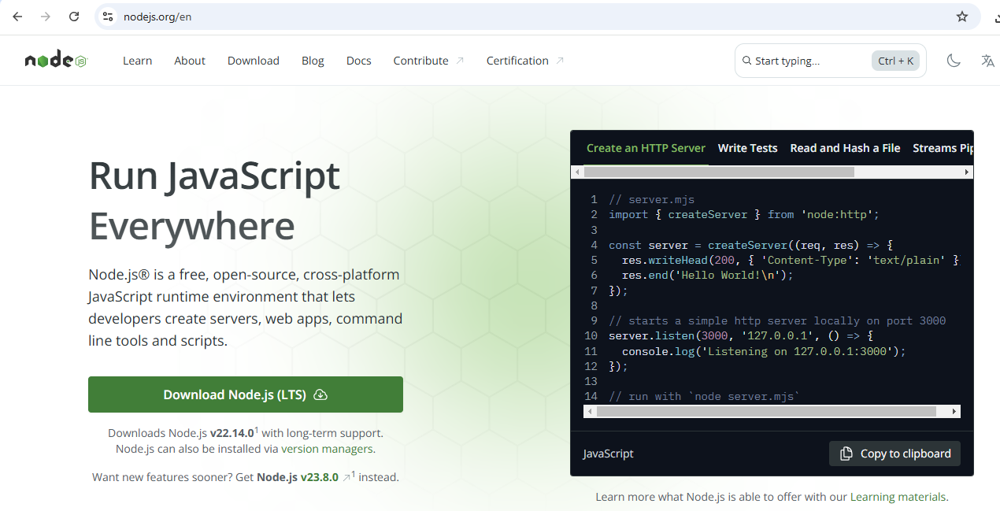 nodejs.org/en
node JS
Learn About Download Blog Docs Contribute Certification Start typing... Ctrl + K
Run JavaScript
Everywhere
Node.js® is a free, open-source, cross-platform
JavaScript runtime environment that lets
developers create servers, web apps, command
line tools and scripts.
Download Node.js (LTS)
Downloads Node.js v22.14.0¹ with long-term support.
Node.js can also be installed via version managers.
Want new features sooner? Get Node.js v23.8.0 ↗¹ instead.
Create an HTTP Server Write Tests Read and Hash a File Streams Pip
1 // server.mjs
2 import { createServer } from 'node:http';
3
4 const server = createServer((req, res) => {
5   res.writeHead(200, { 'Content-Type': 'text/plain' }
6   res.end('Hello World!\n');
7 });
8
9 // starts a simple http server locally on port 3000
10 server.listen(3000, '127.0.0.1', () => {
11   console.log('Listening on 127.0.0.1:3000');
12 });
13
14 // run with `node server.mjs`
JavaScript Copy to clipboard
Learn more what Node.js is able to offer with our Learning materials.